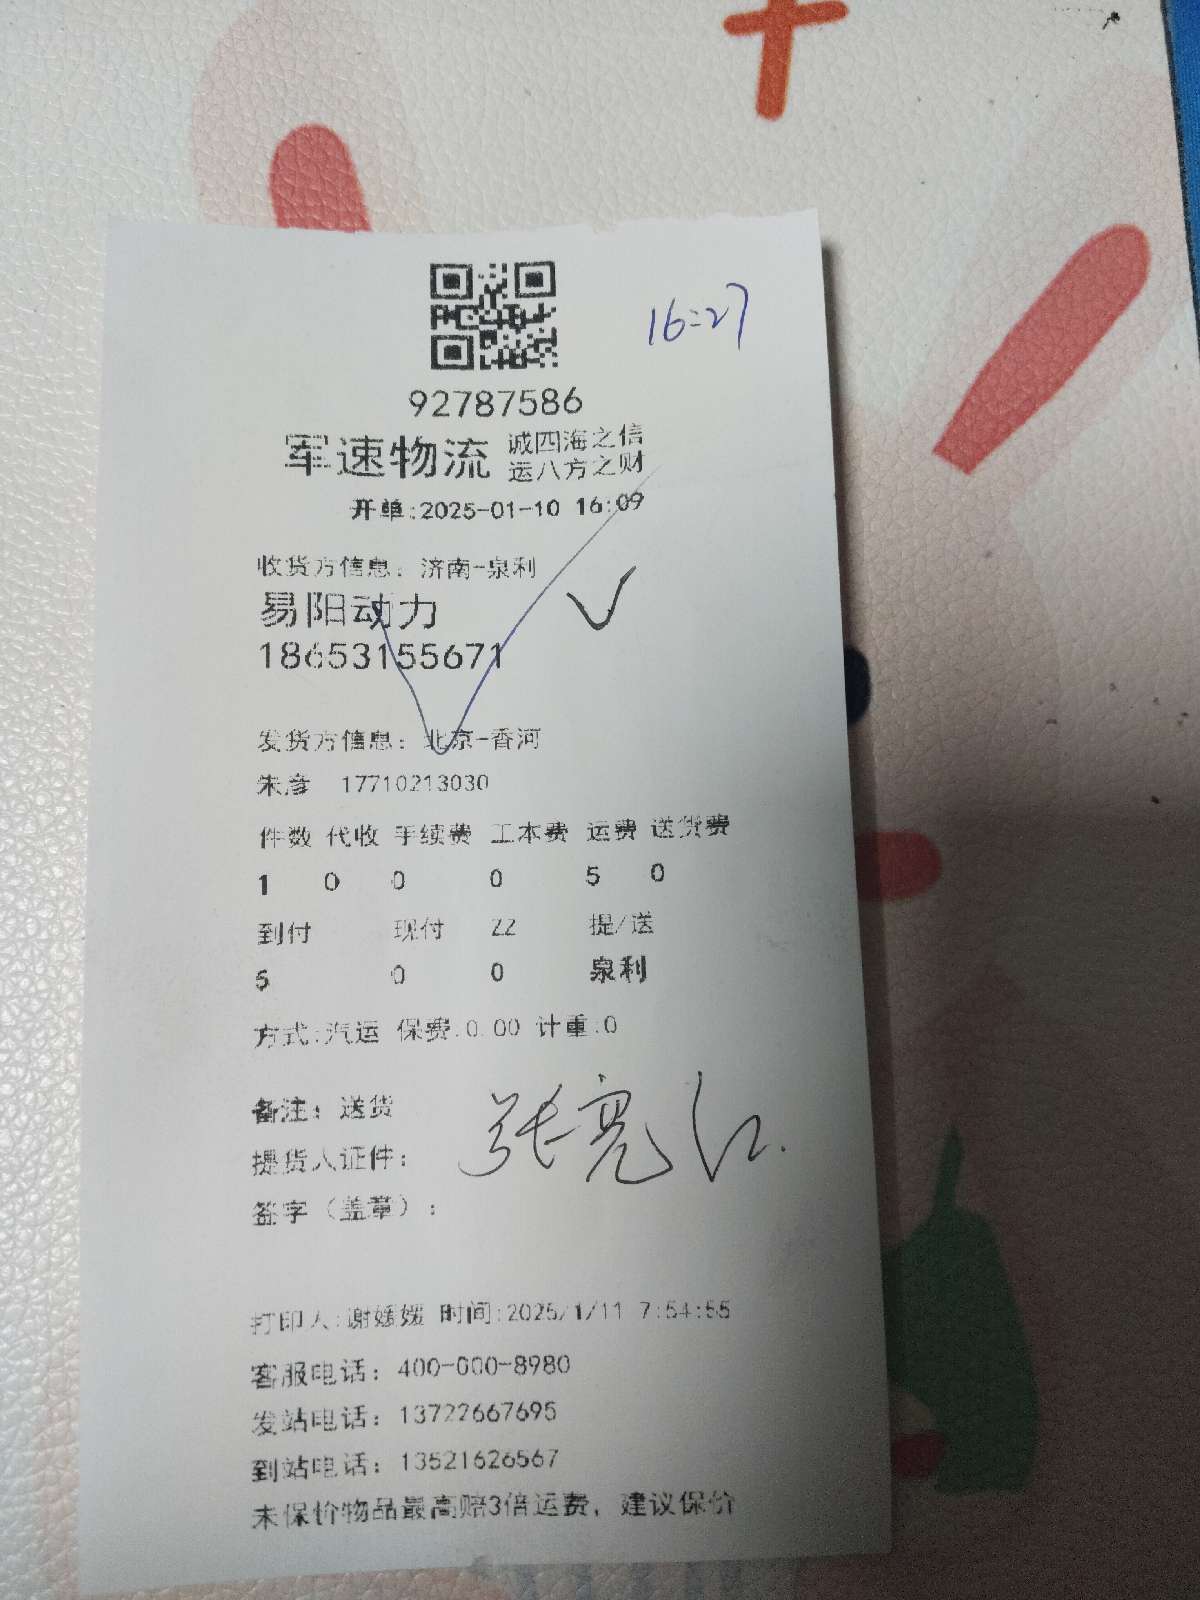 16:27
92787586
军速物流 诚四海之信
运八方之财
开单:2025-01-10 16:09
收货方信息: 济南-泉利
易阳动力
18653155671
发货方信息: 北京-香河
朱彦 17710213030
件数 代收 手续费 工本费 运费 送货费
1 0 0 0 5 0
到付 现付 ZZ 提/送
5 0 0 泉利
方式:汽运 保费:0.00 计重:0
备注: 送货
张亮江
提货人证件:
签字（盖章）:
打印人:谢媛媛 时间:2025/1/11 7:54:55
客服电话: 400-000-8980
发站电话: 13722667695
到站电话: 13521626567
未保价物品最高赔3倍运费, 建议保价